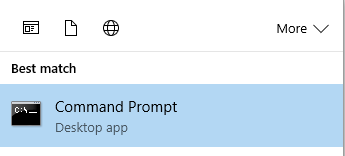 More
Best match
C:\_
Command Prompt
Desktop app